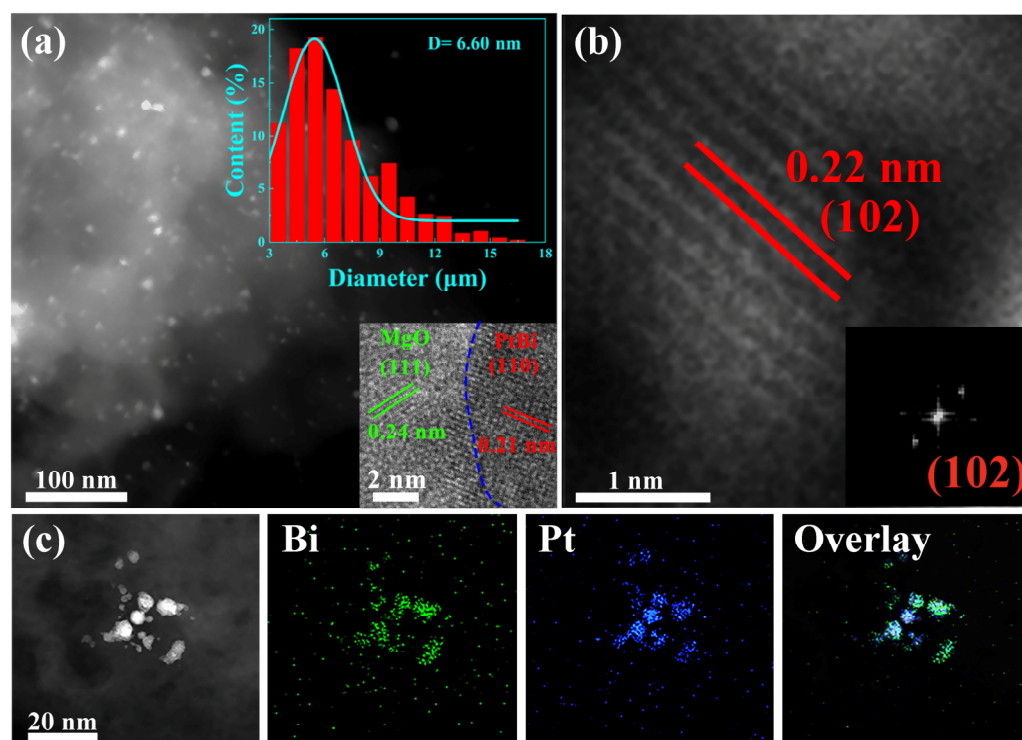 (a)
D= 6.60 nm
Content (%)
20
15
10
5
0
3
6
9
12
15
18
Diameter (μm)
MgO
(111)
0.24 nm
PtBi
(110)
0.21 nm
2 nm
100 nm
(b)
0.22 nm
(102)
(102)
1 nm
(c)
20 nm
Bi
Pt
Overlay